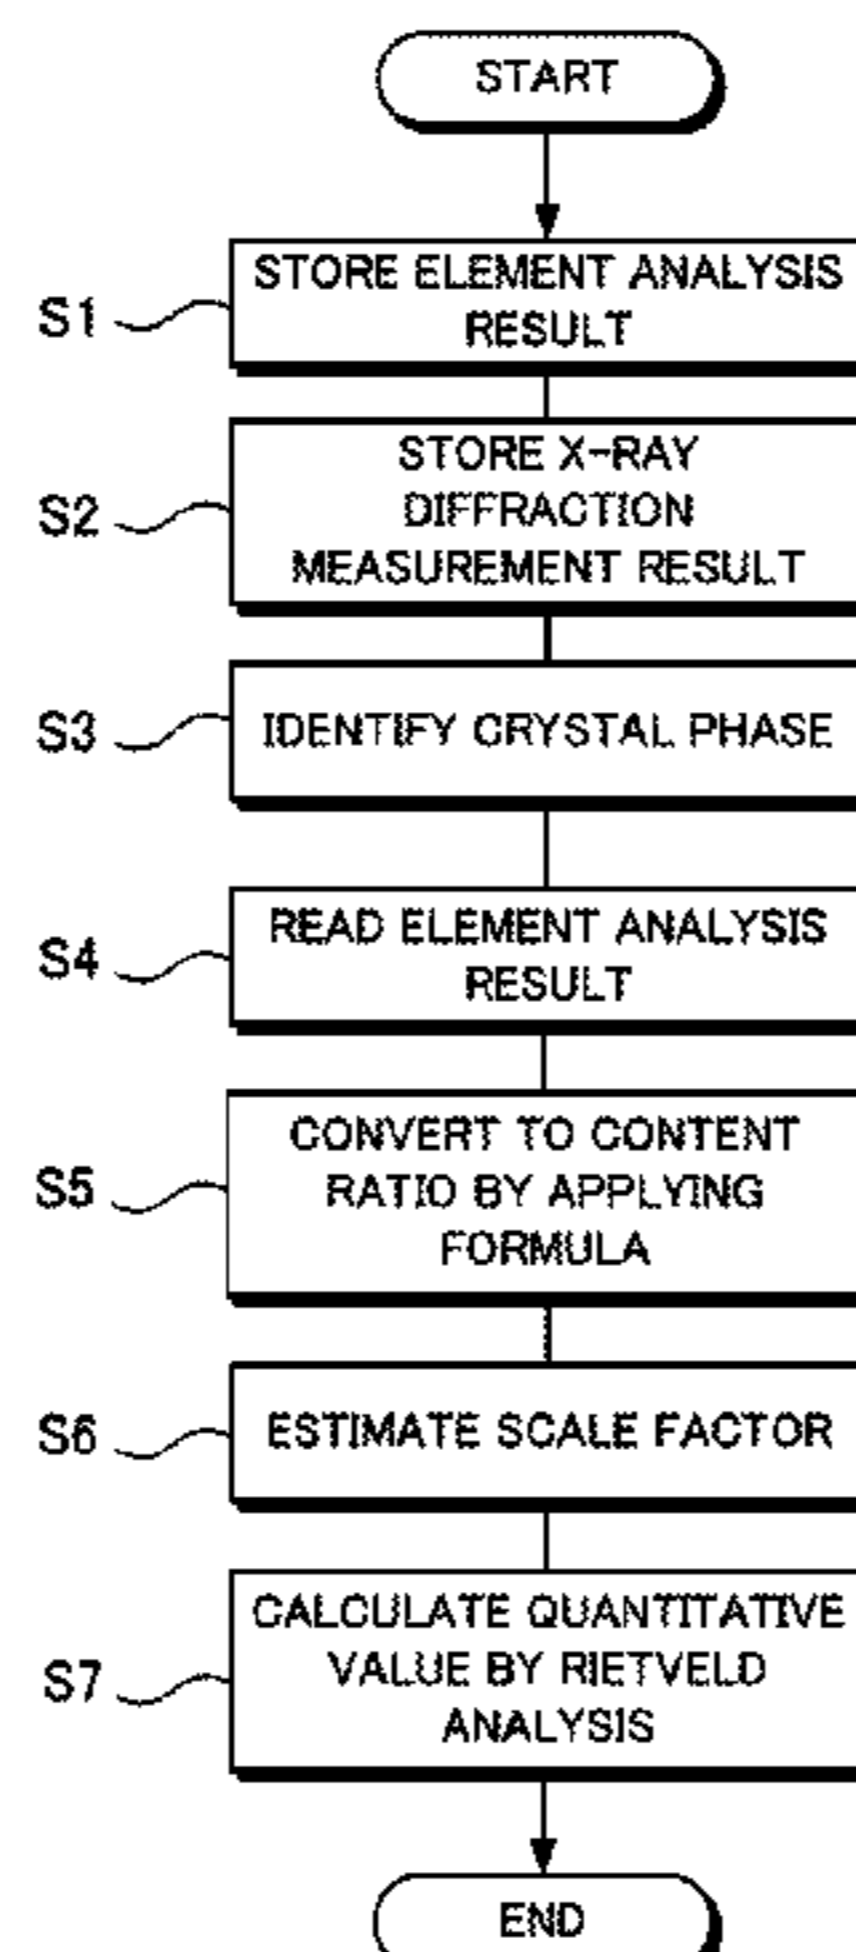 START
S1
STORE ELEMENT ANALYSIS
RESULT
S2
STORE X-RAY
DIFFRACTION
MEASUREMENT RESULT
S3
IDENTIFY CRYSTAL PHASE
S4
READ ELEMENT ANALYSIS
RESULT
S5
CONVERT TO CONTENT
RATIO BY APPLYING
FORMULA
S6
ESTIMATE SCALE FACTOR
S7
CALCULATE QUANTITATIVE
VALUE BY RIETVELD
ANALYSIS
END